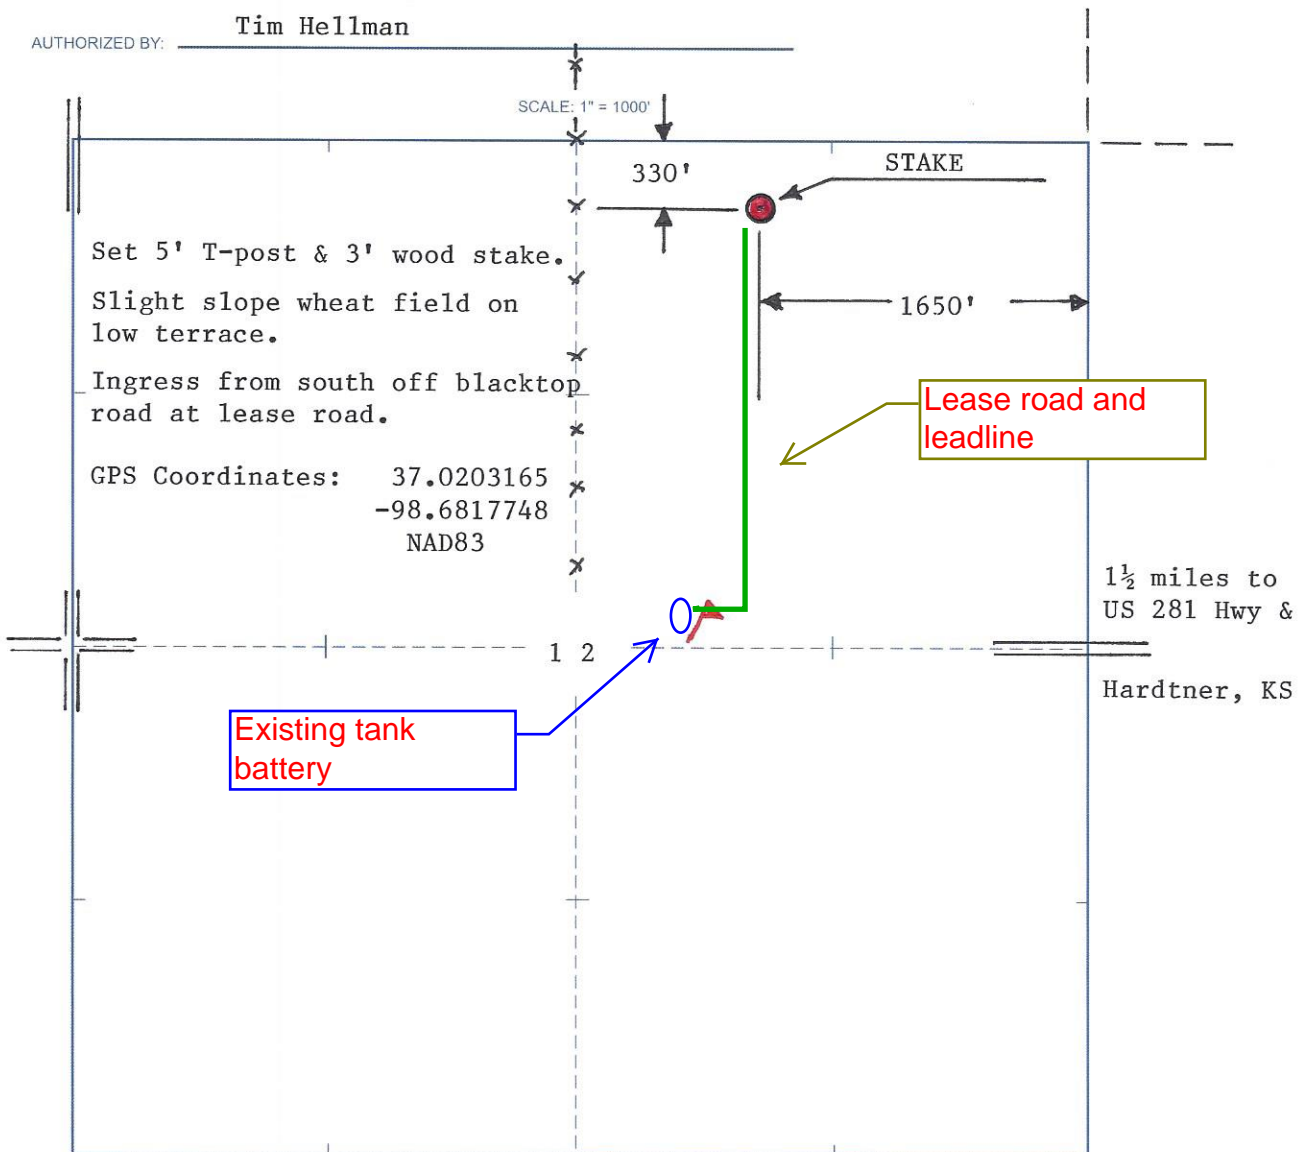 AUTHORIZED BY: Tim Hellman
SCALE: 1" = 1000'
330'
STAKE
Set 5' T-post & 3' wood stake.
1650'
Slight slope wheat field on
low terrace.
Ingress from south off blacktop
road at lease road.
Lease road and
leadline
GPS Coordinates: 37.0203165
-98.6817748
NAD83
1½ miles to
US 281 Hwy &
12
Hardtner, KS
Existing tank
battery